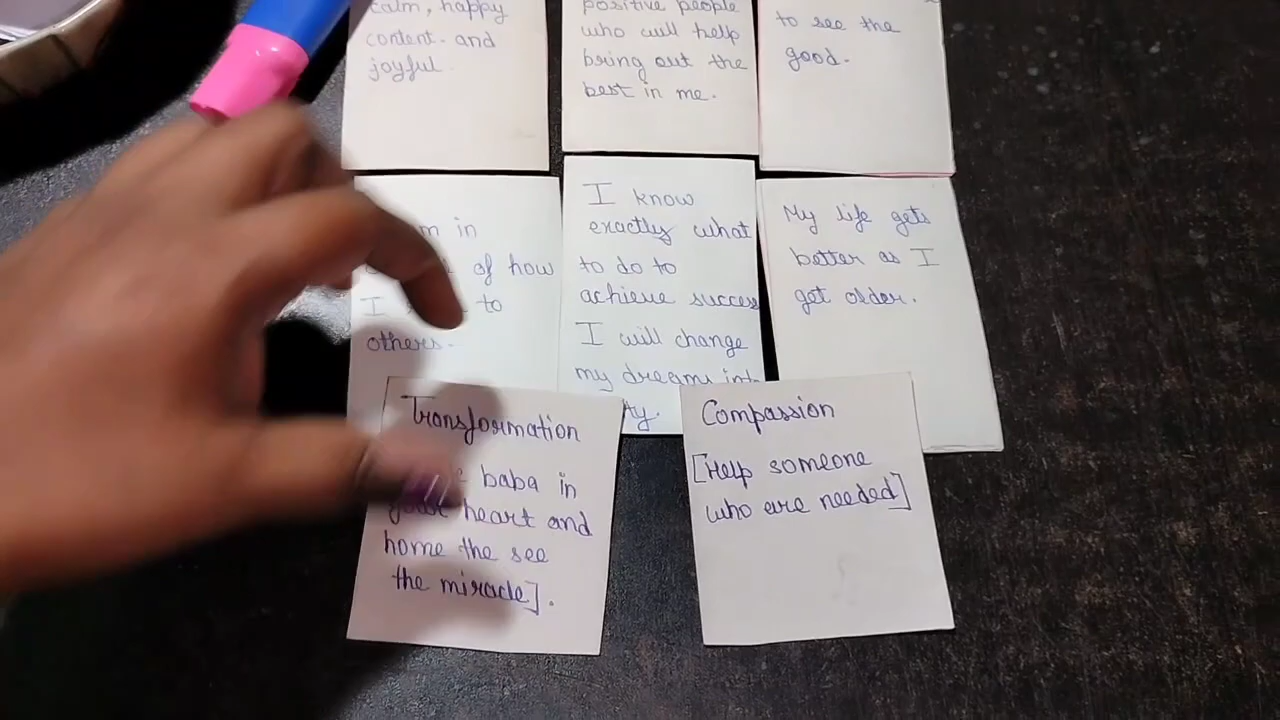 calm, happy
content. and
joyful.
positive people
who will help
bring out the
best in me.
to see the
good.
in
of how
I to
others.
I know
exactly what
to do to
achieve success
I will change
my dreams
My life gets
better as I
get older.
Transformation
baba in
your heart and
home the see
the miracle].
Compassion
[Help someone
who are needed]